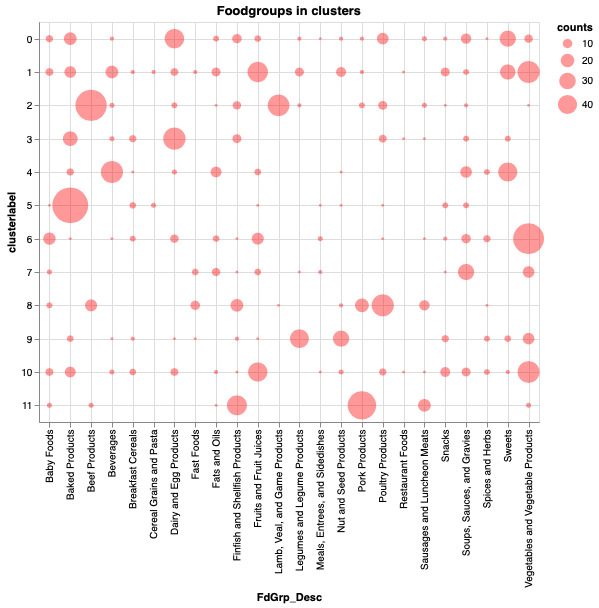 Foodgroups in clusters
counts
10
20
30
40
clusterlabel
0
1
2
3
4
5
6
7
8
9
10
11
Baby Foods
Baked Products
Beef Products
Beverages
Breakfast Cereals
Cereal Grains and Pasta
Dairy and Egg Products
Fast Foods
Fats and Oils
Finfish and Shellfish Products
Fruits and Fruit Juices
Lamb, Veal, and Game Products
Legumes and Legume Products
Meals, Entrees, and Sidedishes
Nut and Seed Products
Pork Products
Poultry Products
Restaurant Foods
Sausages and Luncheon Meats
Snacks
Soups, Sauces, and Gravies
Spices and Herbs
Sweets
Vegetables and Vegetable Products
FdGrp_Desc